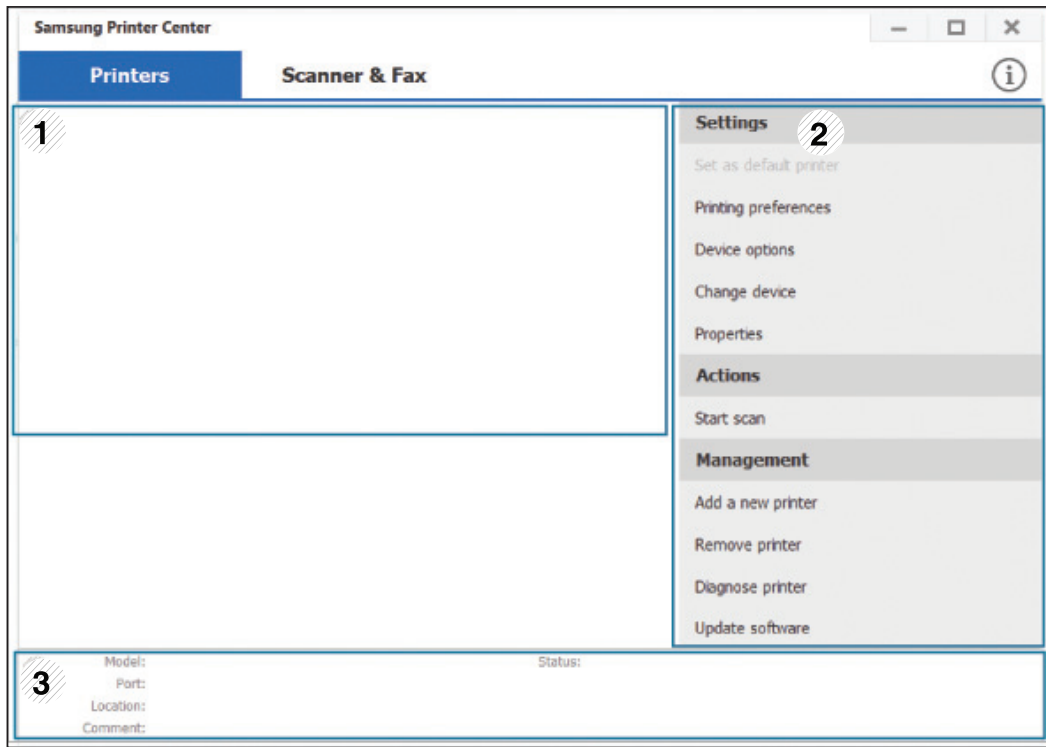 Samsung Printer Center
Printers Scanner & Fax
1
Settings 2
Set as default printer
Printing preferences
Device options
Change device
Properties
Actions
Start scan
Management
Add a new printer
Remove printer
Diagnose printer
Update software
3
Model: Status:
Port:
Location:
Comment: